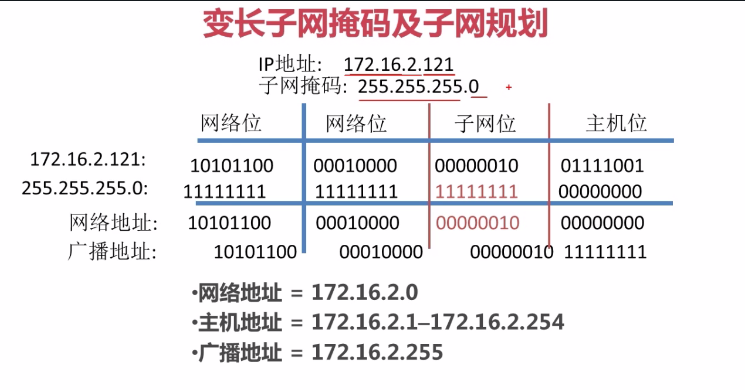 变长子网掩码及子网规划
IP地址: 172.16.2.121
子网掩码: 255.255.255.0
网络位 网络位 子网位 主机位
172.16.2.121: 10101100 00010000 00000010 01111001
255.255.255.0: 11111111 11111111 11111111 00000000
网络地址: 10101100 00010000 00000010 00000000
广播地址: 10101100 00010000 00000010 11111111
•网络地址 = 172.16.2.0
•主机地址 = 172.16.2.1–172.16.2.254
•广播地址 = 172.16.2.255